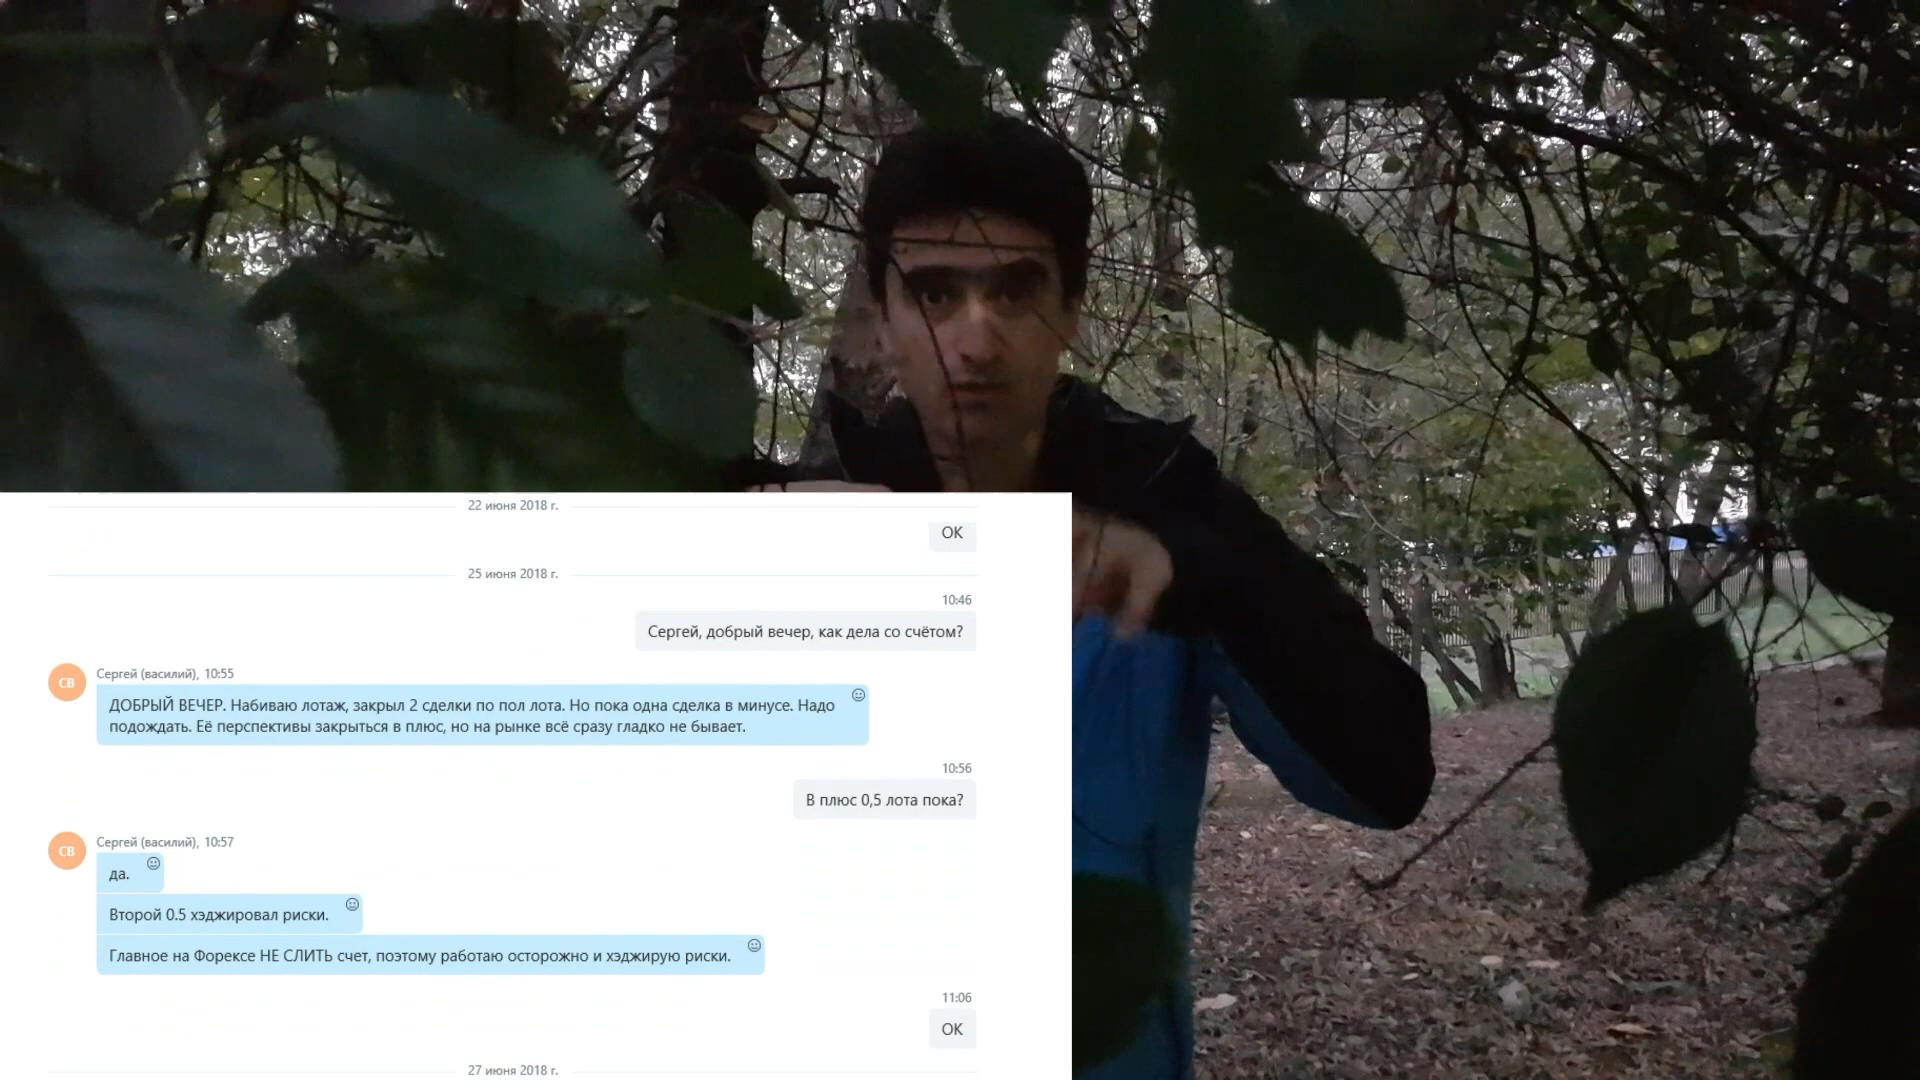 22 июня 2018 г.
ОК
25 июня 2018 г.
10:46
Сергей, добрый вечер, как дела со счётом?
Сергей (василий), 10:55
СВ
ДОБРЫЙ ВЕЧЕР. Набиваю лотаж, закрыл 2 сделки по пол лота. Но пока одна сделка в минусе. Надо
подождать. Её перспективы закрыться в плюс, но на рынке всё сразу гладко не бывает.
10:56
В плюс 0,5 лота пока?
Сергей (василий), 10:57
СВ
да.
Второй 0.5 хэджировал риски.
Главное на Форексе НЕ СЛИТЬ счет, поэтому работаю осторожно и хэджирую риски.
11:06
ОК
27 июня 2018 г.